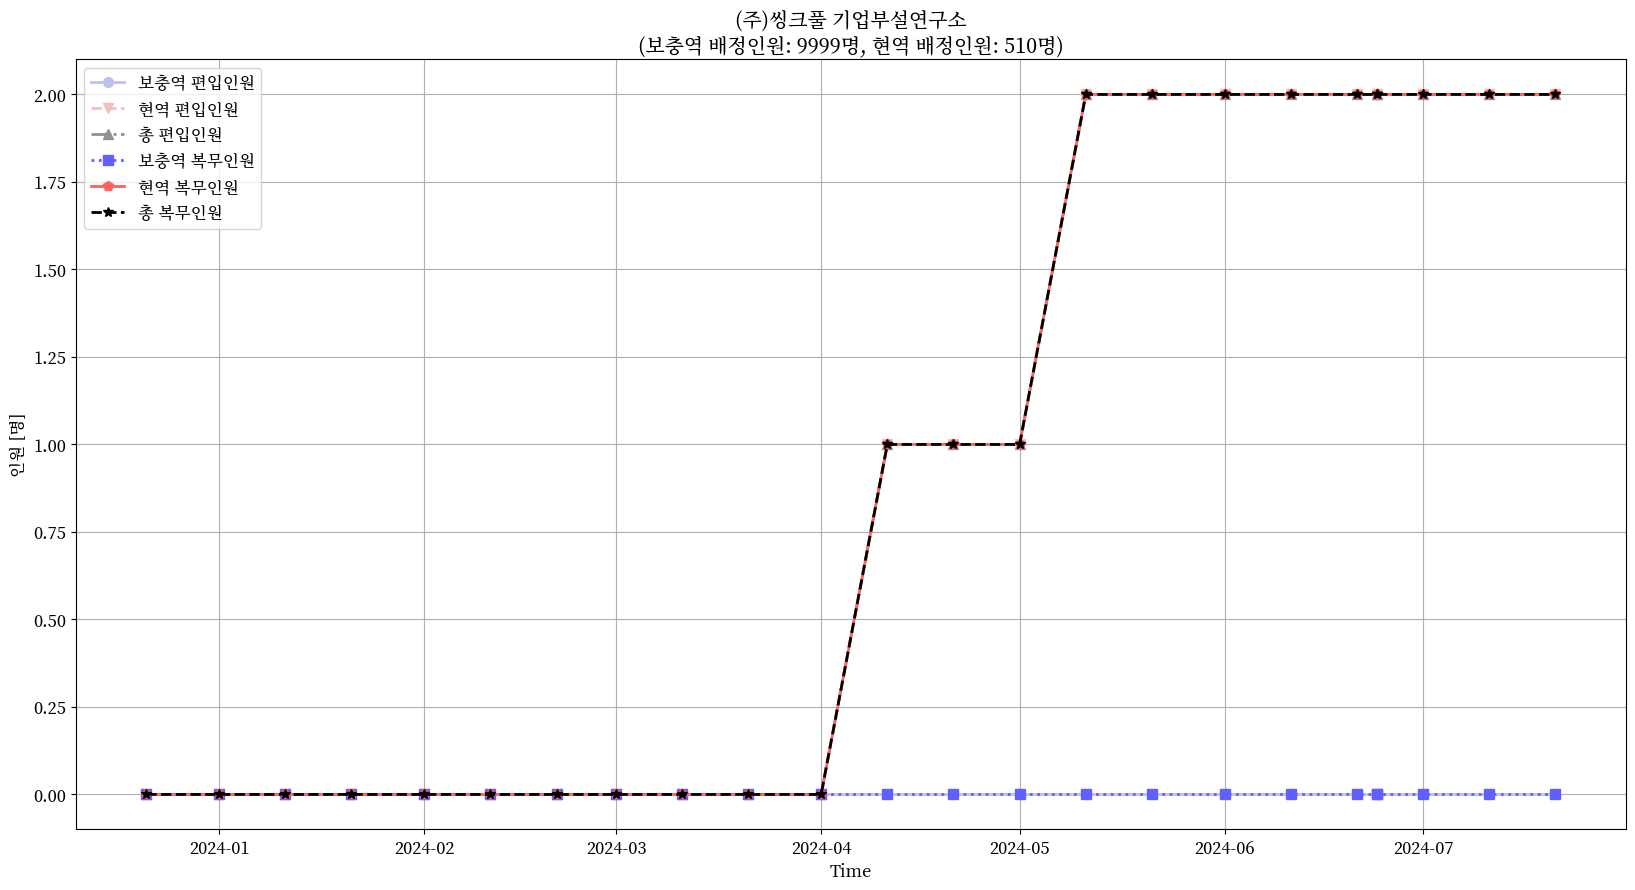 (주)씽크풀 기업부설연구소
(보충역 배정인원: 9999명, 현역 배정인원: 510명)
보충역 편입인원
현역 편입인원
총 편입인원
보충역 복무인원
현역 복무인원
총 복무인원
2.00
1.75
1.50
1.25
1.00
0.75
0.50
0.25
0.00
인원 [명]
2024-01 2024-02 2024-03 2024-04 2024-05 2024-06 2024-07
Time